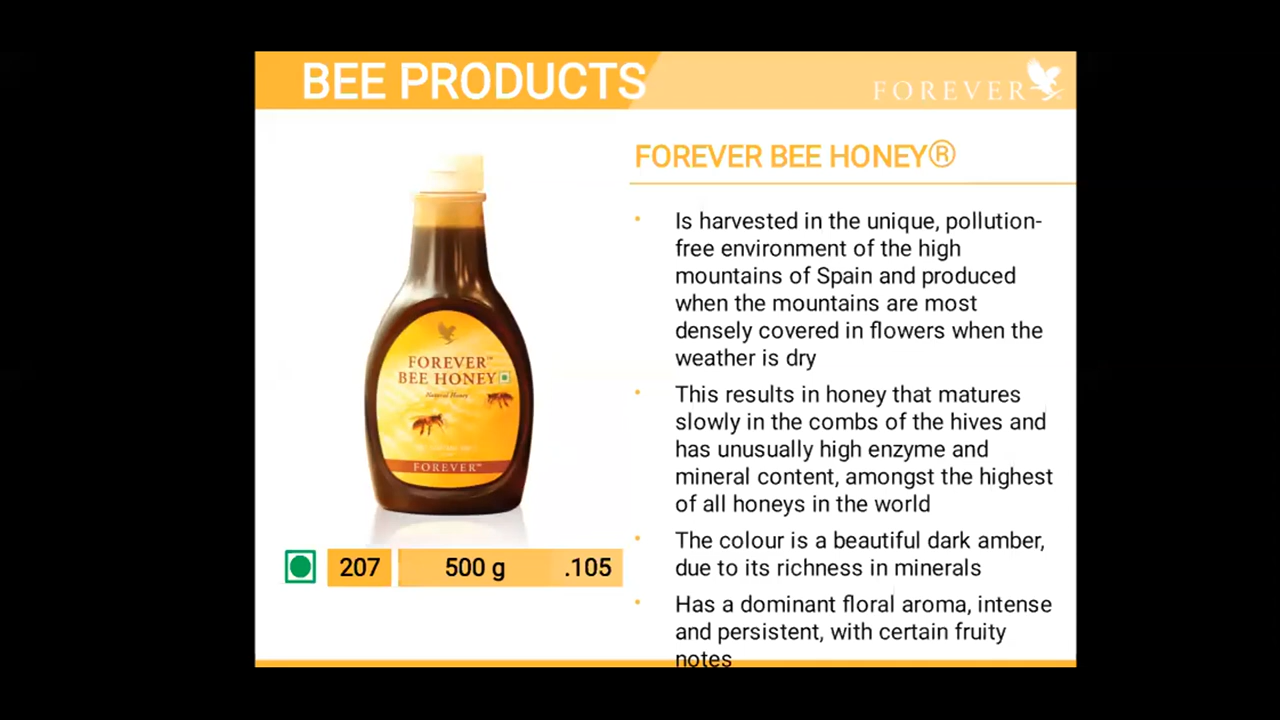 BEE PRODUCTS
FOREVER
FOREVER BEE HONEY®
Is harvested in the unique, pollution-
free environment of the high
mountains of Spain and produced
when the mountains are most
densely covered in flowers when the
weather is dry
This results in honey that matures
slowly in the combs of the hives and
has unusually high enzyme and
mineral content, amongst the highest
of all honeys in the world
The colour is a beautiful dark amber,
due to its richness in minerals
Has a dominant floral aroma, intense
and persistent, with certain fruity
notes
FOREVER™
BEE HONEY
Natural Honey
FOREVER™
207 500 g .105